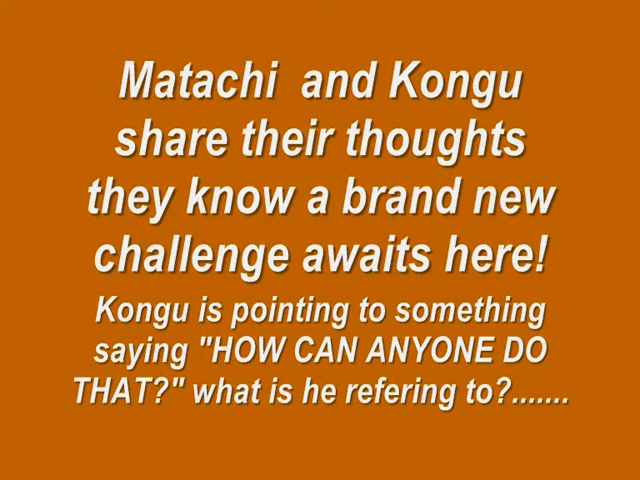 Matachi  and Kongu
share their thoughts
they know a brand new
challenge awaits here!
Kongu is pointing to something
saying "HOW CAN ANYONE DO
THAT?" what is he refering to?.......